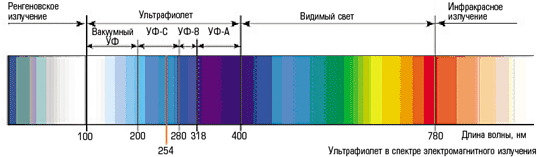 Рентгеновское излучение
Ультрафиолет
Видимый свет
Инфракрасное излучение
Вакуумный УФ
УФ-С
УФ-В
УФ-А
100 200 280 318 400 780 Длина волны, нм
254
Ультрафиолет в спектре электромагнитного излучения